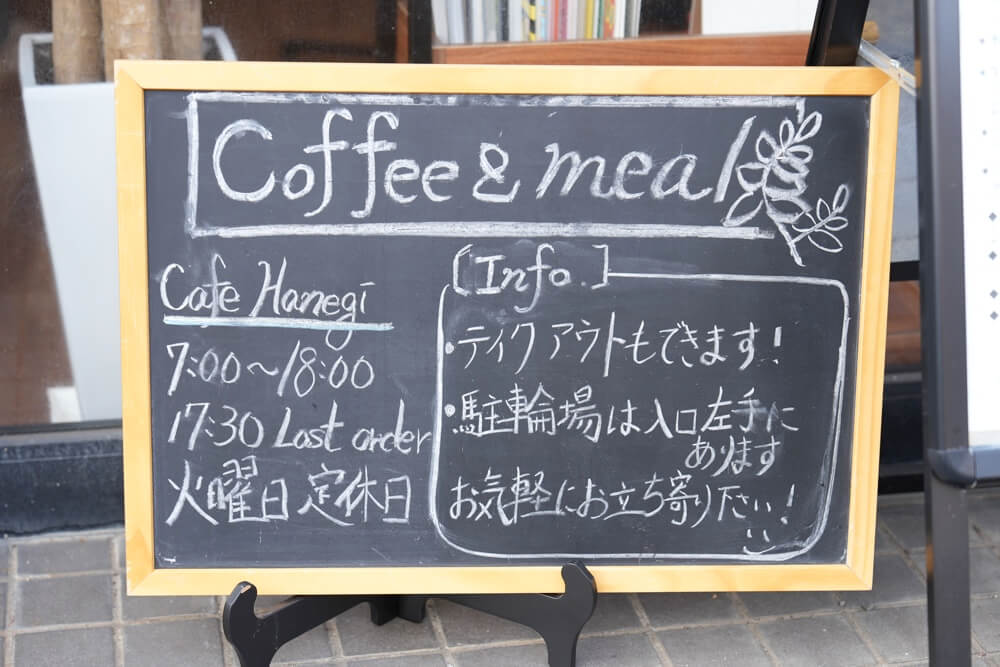 Coffee & meal
Cafe Hanegi
7:00~18:00
17:30 Last order
火曜日 定休日
[Info.]
・テイクアウトもできます!
・駐車輪場は入口左手に
あります
お気軽にお立ち寄り下さい!